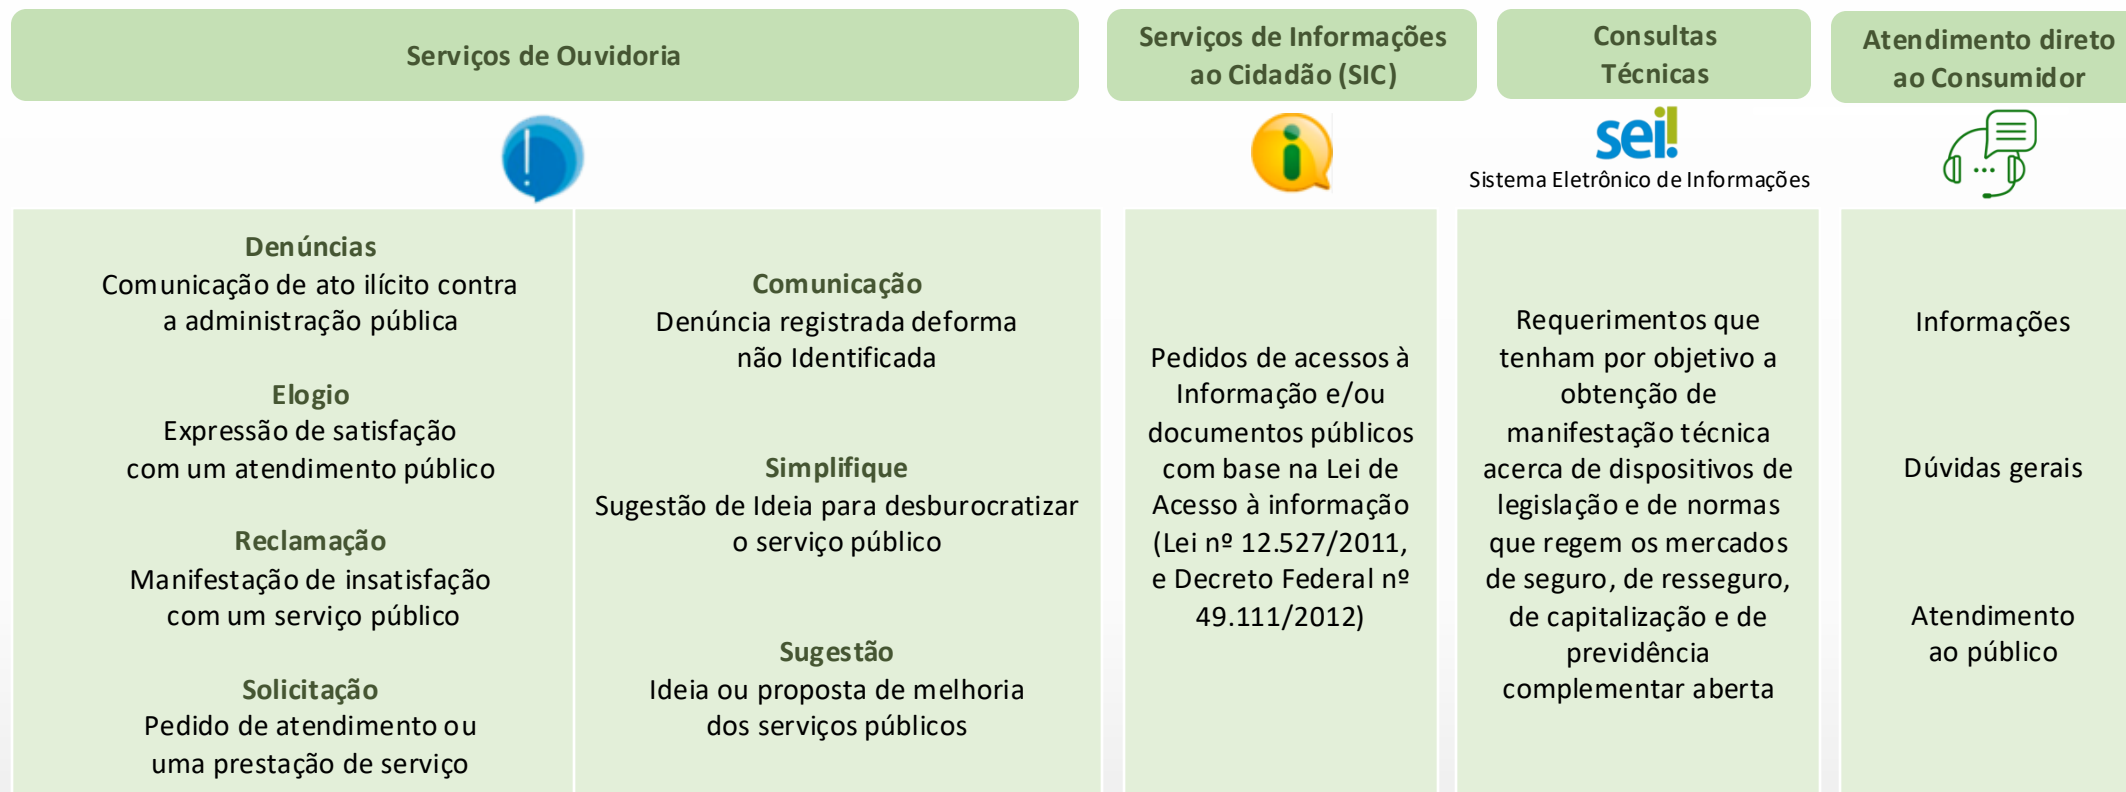 Serviços de Ouvidoria
Serviços de Informações
ao Cidadão (SIC)
Consultas
Técnicas
Atendimento direto
ao Consumidor
sei!
Sistema Eletrônico de Informações
Denúncias
Comunicação de ato ilícito contra
a administração pública
Elogio
Expressão de satisfação
com um atendimento público
Reclamação
Manifestação de insatisfação
com um serviço público
Solicitação
Pedido de atendimento ou
uma prestação de serviço
Comunicação
Denúncia registrada deforma
não Identificada
Simplifique
Sugestão de Ideia para desburocratizar
o serviço público
Sugestão
Ideia ou proposta de melhoria
dos serviços públicos
Pedidos de acessos à
Informação e/ou
documentos públicos
com base na Lei de
Acesso à informação
(Lei nº 12.527/2011,
e Decreto Federal nº
49.111/2012)
Requerimentos que
tenham por objetivo a
obtenção de
manifestação técnica
acerca de dispositivos de
legislação e de normas
que regem os mercados
de seguro, de resseguro,
de capitalização e de
previdência
complementar aberta
Informações
Dúvidas gerais
Atendimento
ao público